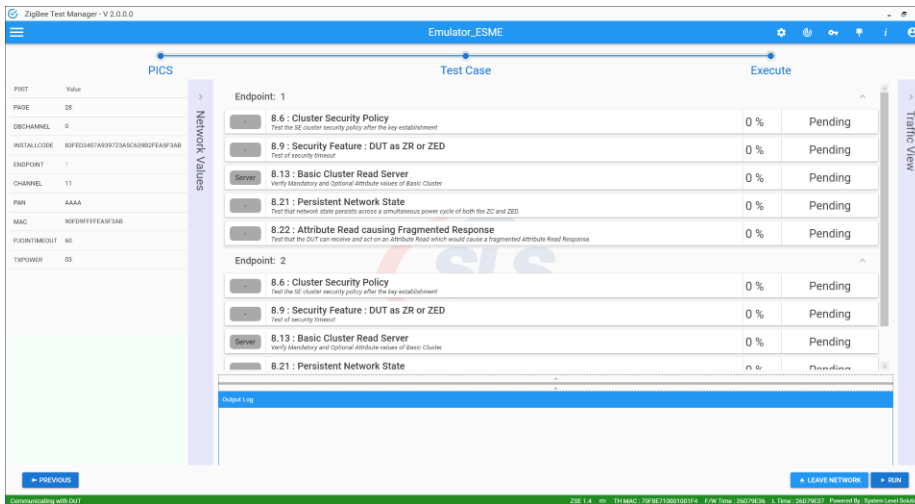 ZigBee Test Manager - V 2.0.0.0
Emulator_ESME
PICS
Test Case
Execute
PIXIT Value
PAGE 28
DBCHANNEL 0
INSTALLCODE 83FED3407A939723A5C639B2FEA5F3AB
ENDPOINT 1
CHANNEL 11
PAN AAAA
MAC 90FD9FFFFEA5F3AB
PJOINTIMEOUT 60
TXPOWER 03
Network Values
Endpoint: 1
- 8.6 : Cluster Security Policy 0 % Pending
Test the SE cluster security policy after the key establishment
- 8.9 : Security Feature : DUT as ZR or ZED 0 % Pending
Test of security timeout
Server 8.13 : Basic Cluster Read Server 0 % Pending
Verify Mandatory and Optional Attribute values of Basic Cluster
- 8.21 : Persistent Network State 0 % Pending
Test that network state persists across a simultaneous power cycle of both the ZC and ZED.
- 8.22 : Attribute Read causing Fragmented Response 0 % Pending
Test that the DUT can receive and act on an Attribute Read which would cause a fragmented Attribute Read Response.
Endpoint: 2
- 8.6 : Cluster Security Policy 0 % Pending
Test the SE cluster security policy after the key establishment
- 8.9 : Security Feature : DUT as ZR or ZED 0 % Pending
Test of security timeout
Server 8.13 : Basic Cluster Read Server 0 % Pending
Verify Mandatory and Optional Attribute values of Basic Cluster
8.21 : Persistent Network State 0 % Pending
SLS
Traffic View
Output Log
PREVIOUS
LEAVE NETWORK
RUN
Communicating with DUT
ZSE 1.4 TH MAC : 70FBE710001001F4 F/W Time : 26D79E36 L Time : 26D79E37 Powered By : System Level Soluti